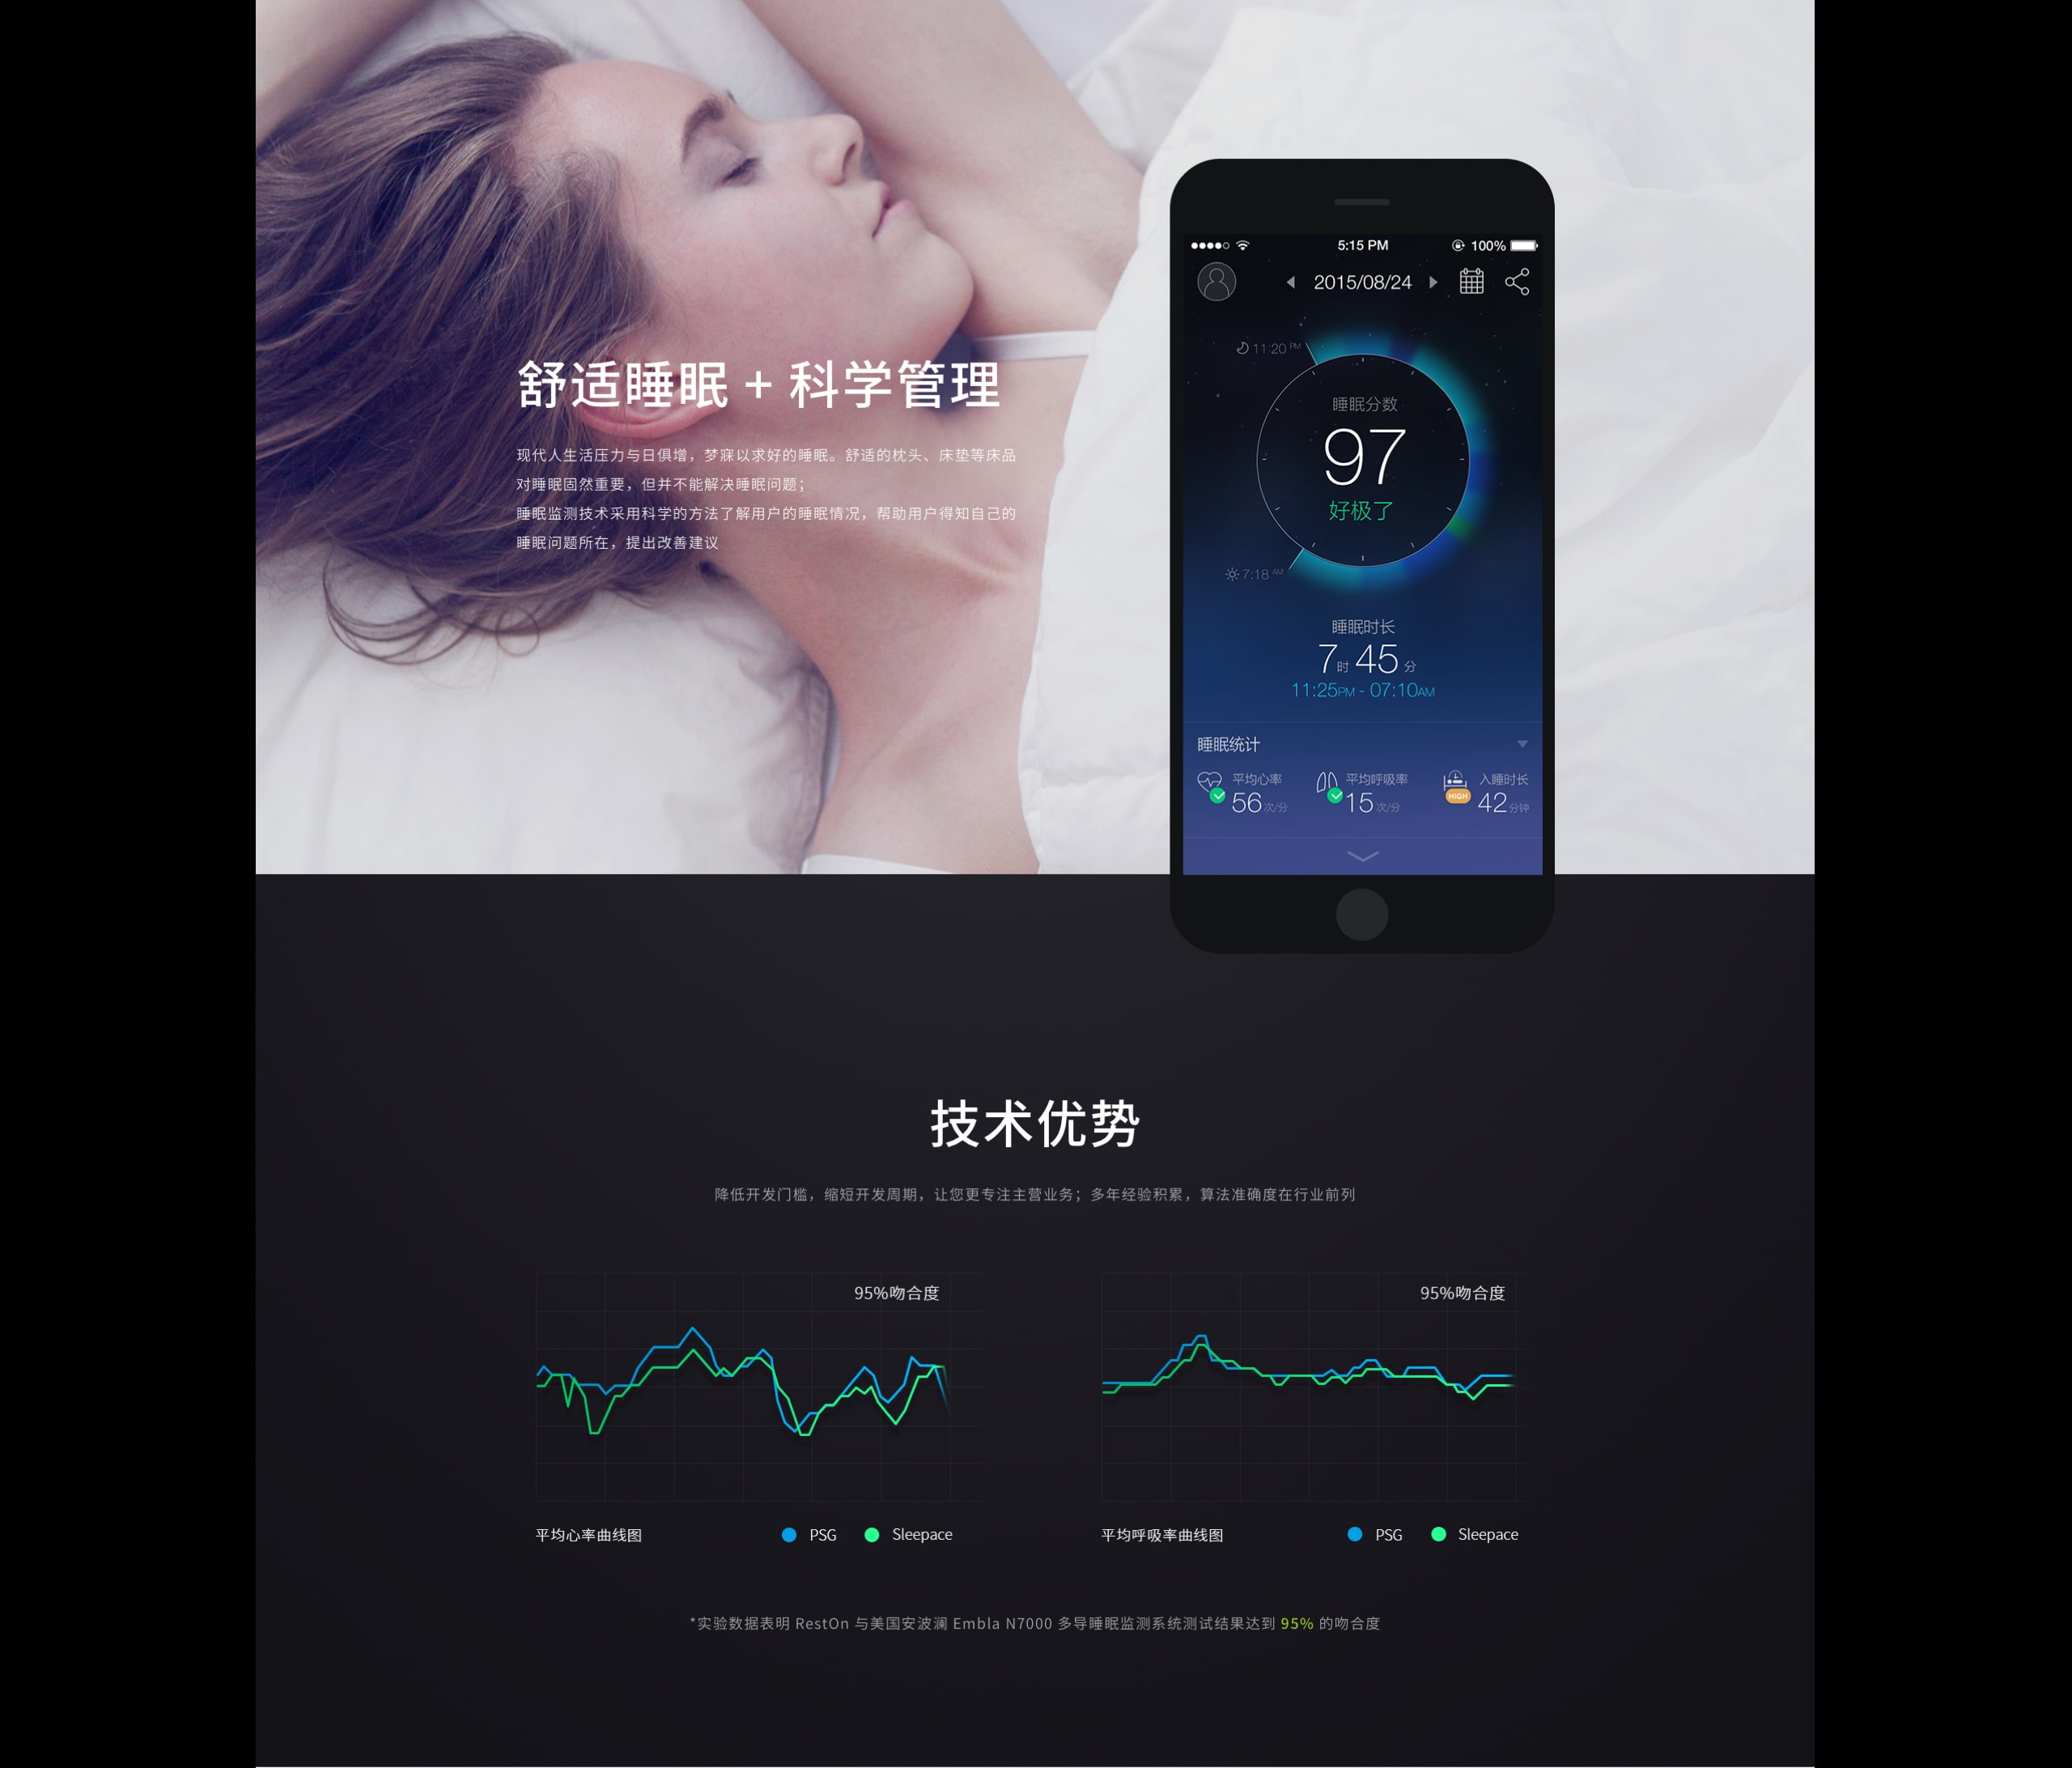 舒适睡眠 + 科学管理
现代人生活压力与日俱增，梦寐以求好的睡眠。舒适的枕头、床垫等床品
对睡眠固然重要，但并不能解决睡眠问题；
睡眠监测技术采用科学的方法了解用户的睡眠情况，帮助用户得知自己的
睡眠问题所在，提出改善建议
5:15 PM
100%
2015/08/24
11:20 PM
睡眠分数
97
好极了
7:18 AM
睡眠时长
7时45分
11:25PM - 07:10AM
睡眠统计
平均心率
56次/分
平均呼吸率
15次/分
HIGH
入睡时长
42分钟
技术优势
降低开发门槛，缩短开发周期，让您更专注主营业务；多年经验积累，算法准确度在行业前列
95%吻合度
平均心率曲线图
PSG
Sleepace
95%吻合度
平均呼吸率曲线图
PSG
Sleepace
*实验数据表明 RestOn 与美国安波澜 Embla N7000 多导睡眠监测系统测试结果达到 95% 的吻合度